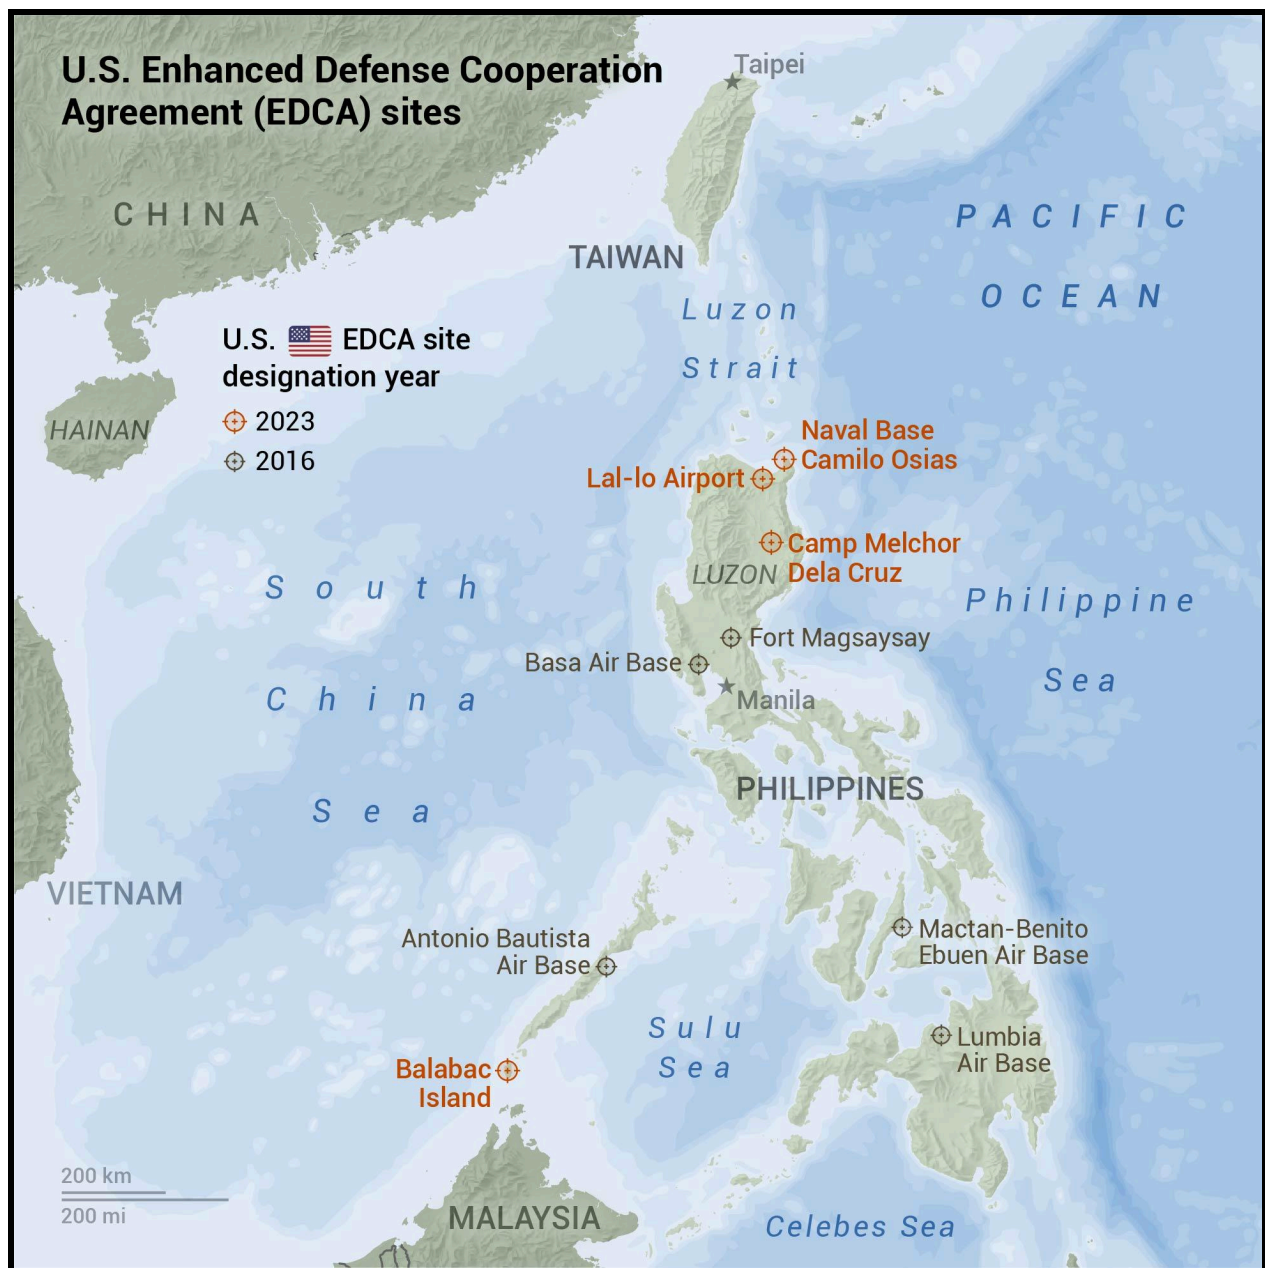 U.S. Enhanced Defense Cooperation
Agreement (EDCA) sites
Taipei
CHINA
PACIFIC
OCEAN
TAIWAN
Luzon
Strait
U.S. EDCA site
designation year
2023
2016
HAINAN
Naval Base
Camilo Osias
Lal-lo Airport
Camp Melchor
Dela Cruz
LUZON
South
China
Sea
Philippine
Sea
Fort Magsaysay
Basa Air Base
Manila
PHILIPPINES
VIETNAM
Antonio Bautista
Air Base
Mactan-Benito
Ebuen Air Base
Sulu
Sea
Lumbia
Air Base
Balabac
Island
200 km
200 mi
MALAYSIA
Celebes Sea